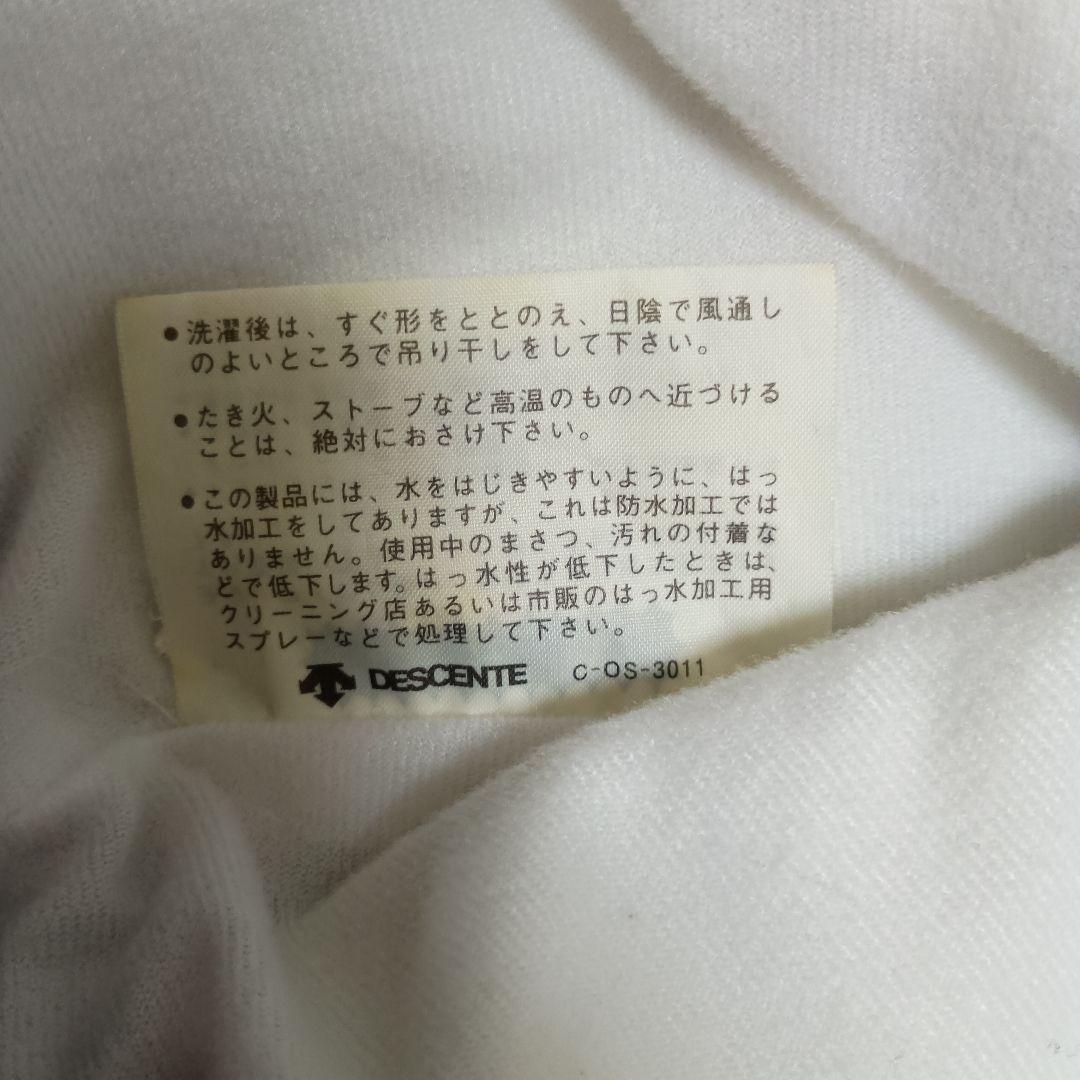 ●洗濯後は、すぐ形をととのえ、日陰で風通し
のよいところで吊り干しをして下さい。
●たき火、ストーブなど高温のものへ近づける
ことは、絶対におさけ下さい。
●この製品には、水をはじきやすいように、はっ
水加工をしてありますが、これは防水加工では
ありません。使用中のまさつ、汚れの付着な
どで低下します。はっ水性が低下したときは、
クリーニング店あるいは市販のはっ水加工用
スプレーなどで処理して下さい。
DESCENTE C-OS-3011